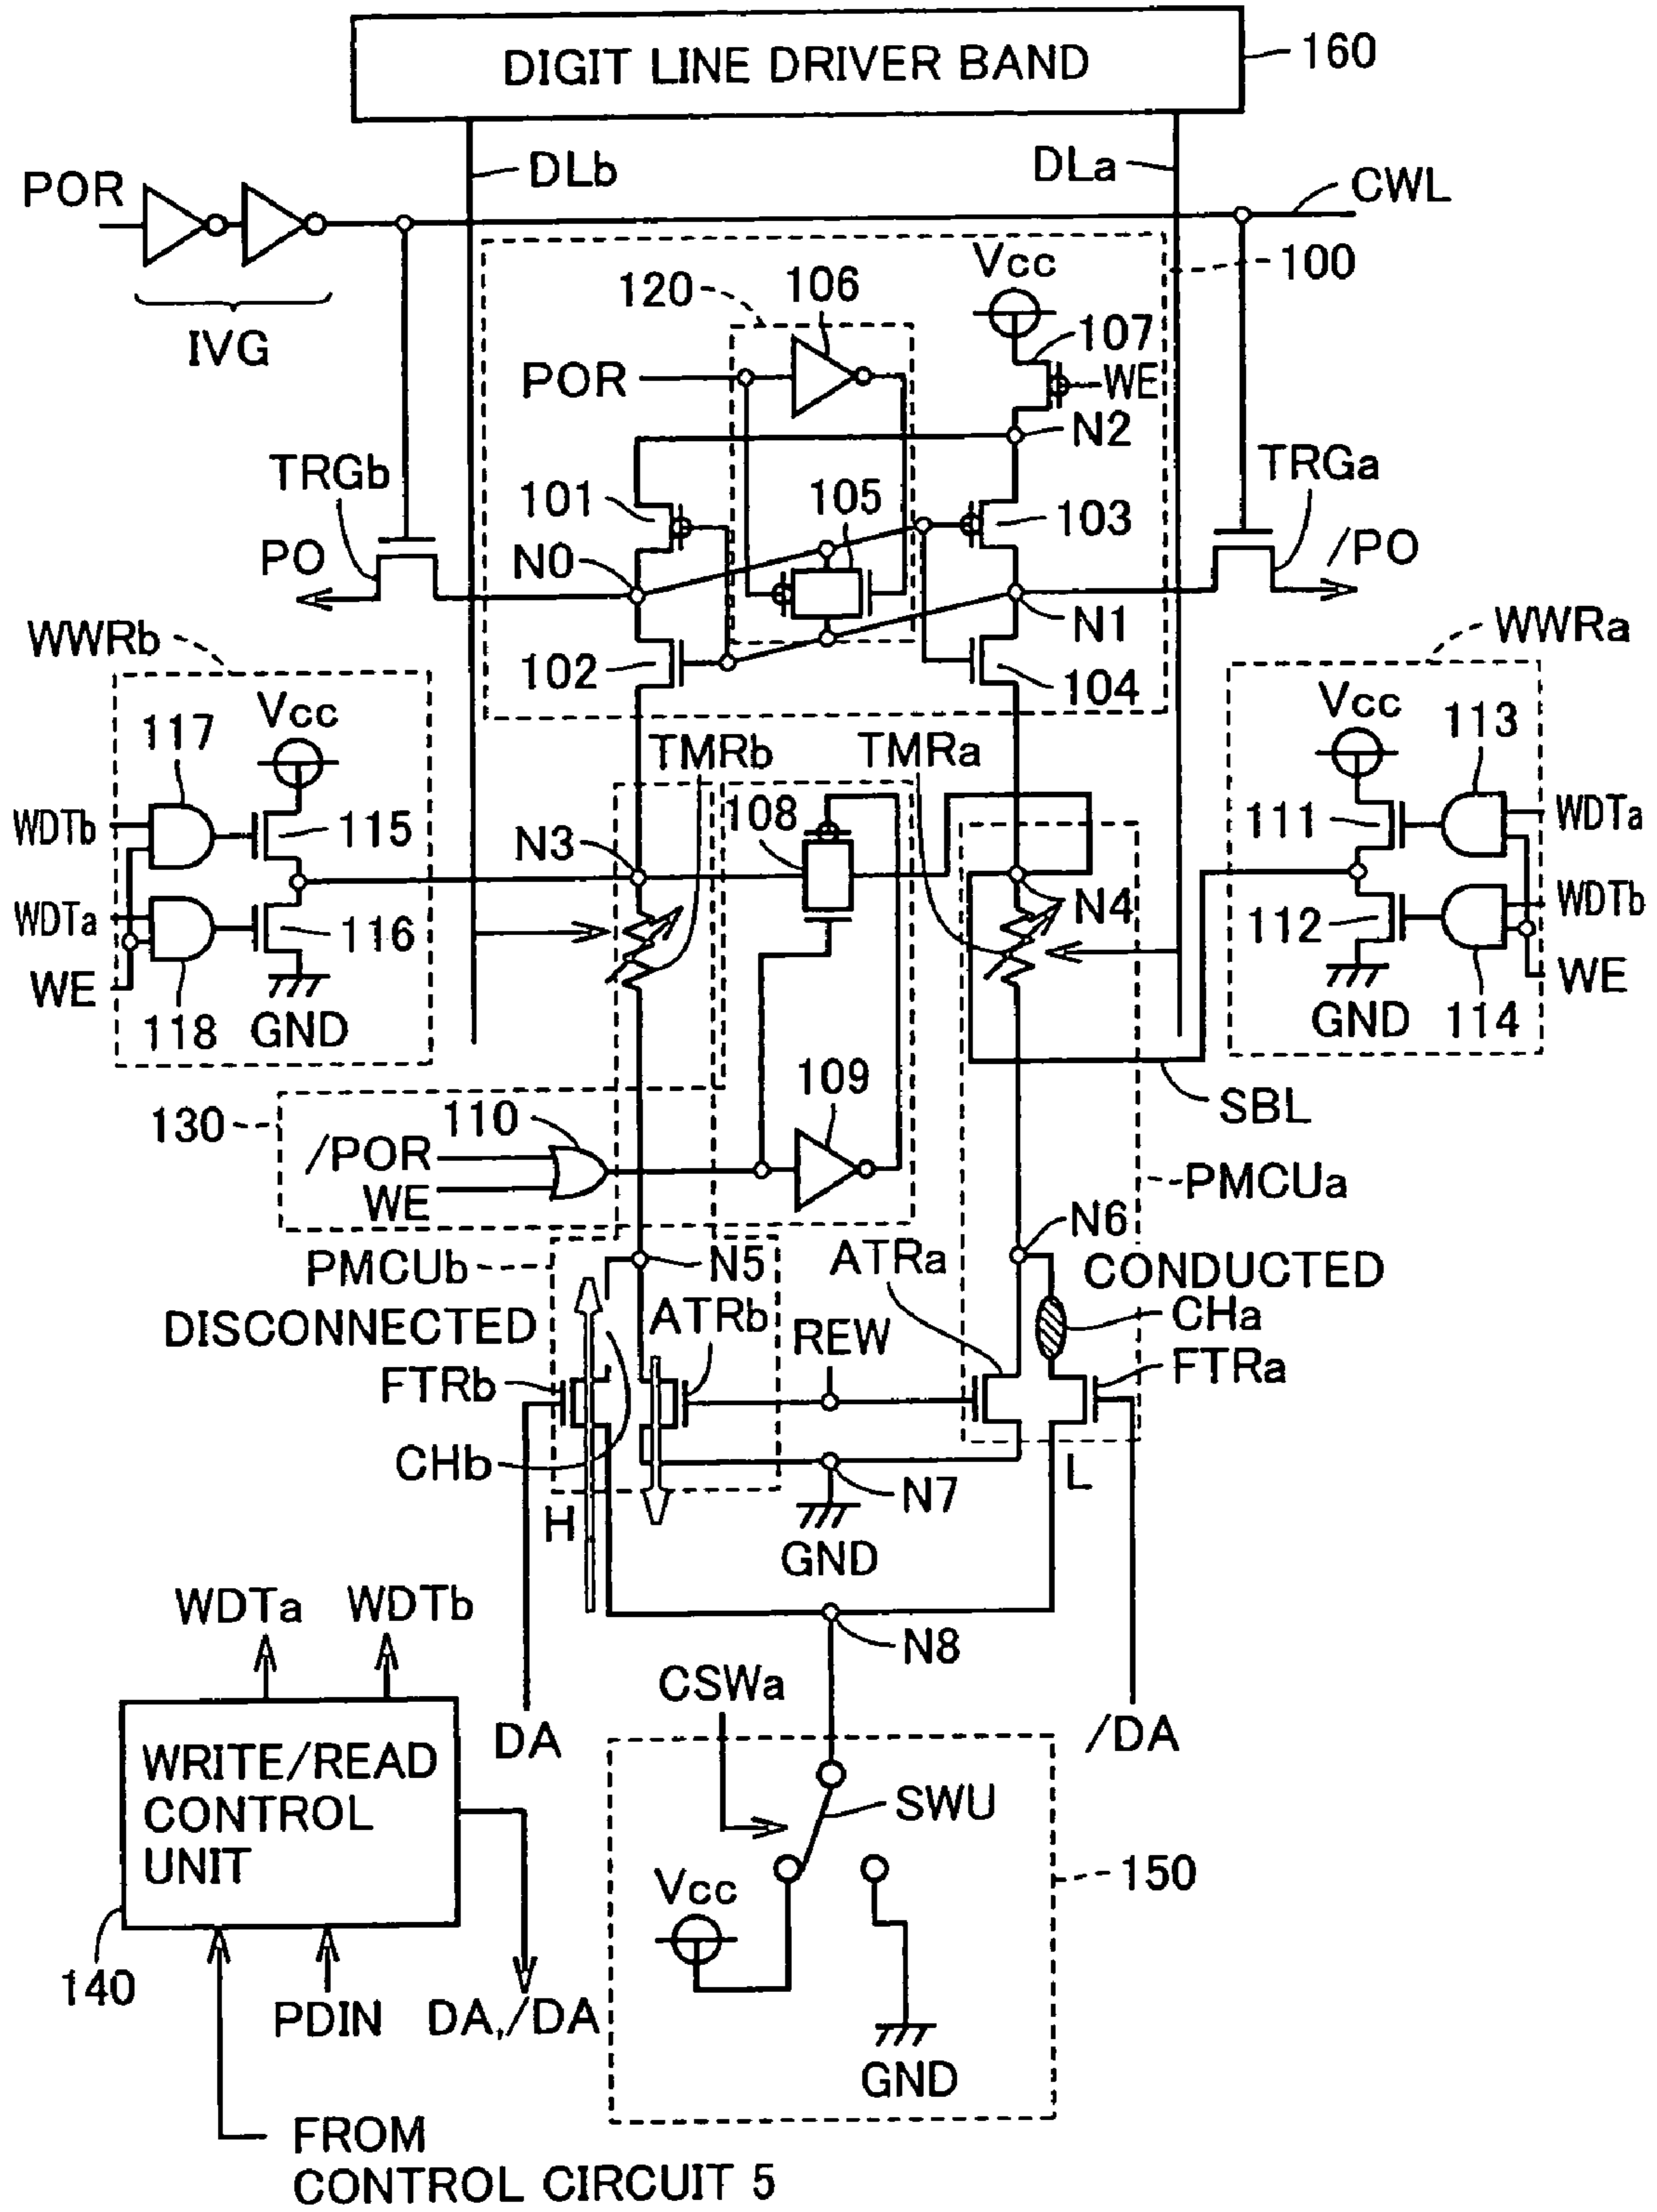 DIGIT LINE DRIVER BAND
160
DLb
DLa
POR
CWL
IVG
Vcc
100
120
106
107
POR
WE
N2
TRGb
TRGa
101
105
103
PO
N0
/PO
N1
WWRb
WWRa
102
104
117
Vcc
TMRb
TMRa
Vcc
113
WDTb
115
N3
108
111
WDTa
WDTa
116
N4
112
WDTb
WE
118
GND
GND
114
WE
109
SBL
130
110
/POR
WE
PMCUa
PMCUb
N5
ATRa
N6
CONDUCTED
DISCONNECTED
ATRb
REW
CHa
FTRb
FTRa
CHb
H
N7
L
GND
WDTa
WDTb
N8
CSWa
DA
/DA
WRITE/READ
CONTROL
UNIT
SWU
Vcc
150
140
PDIN
DA,/DA
GND
FROM
CONTROL CIRCUIT 5